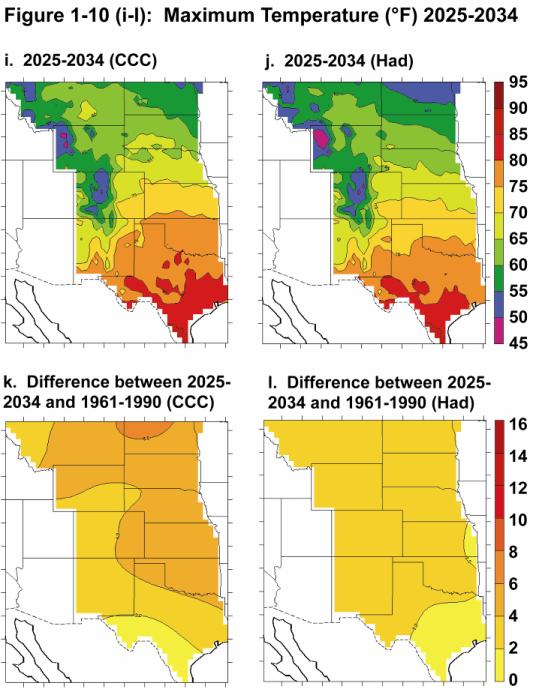 Figure 1-10 (i-l):  Maximum Temperature (°F) 2025-2034
i.  2025-2034 (CCC)
j.  2025-2034 (Had)
95
90
85
80
75
70
65
60
55
50
45
k.  Difference between 2025-
2034 and 1961-1990 (CCC)
l.  Difference between 2025-
2034 and 1961-1990 (Had)
16
14
12
10
8
6
4
2
0